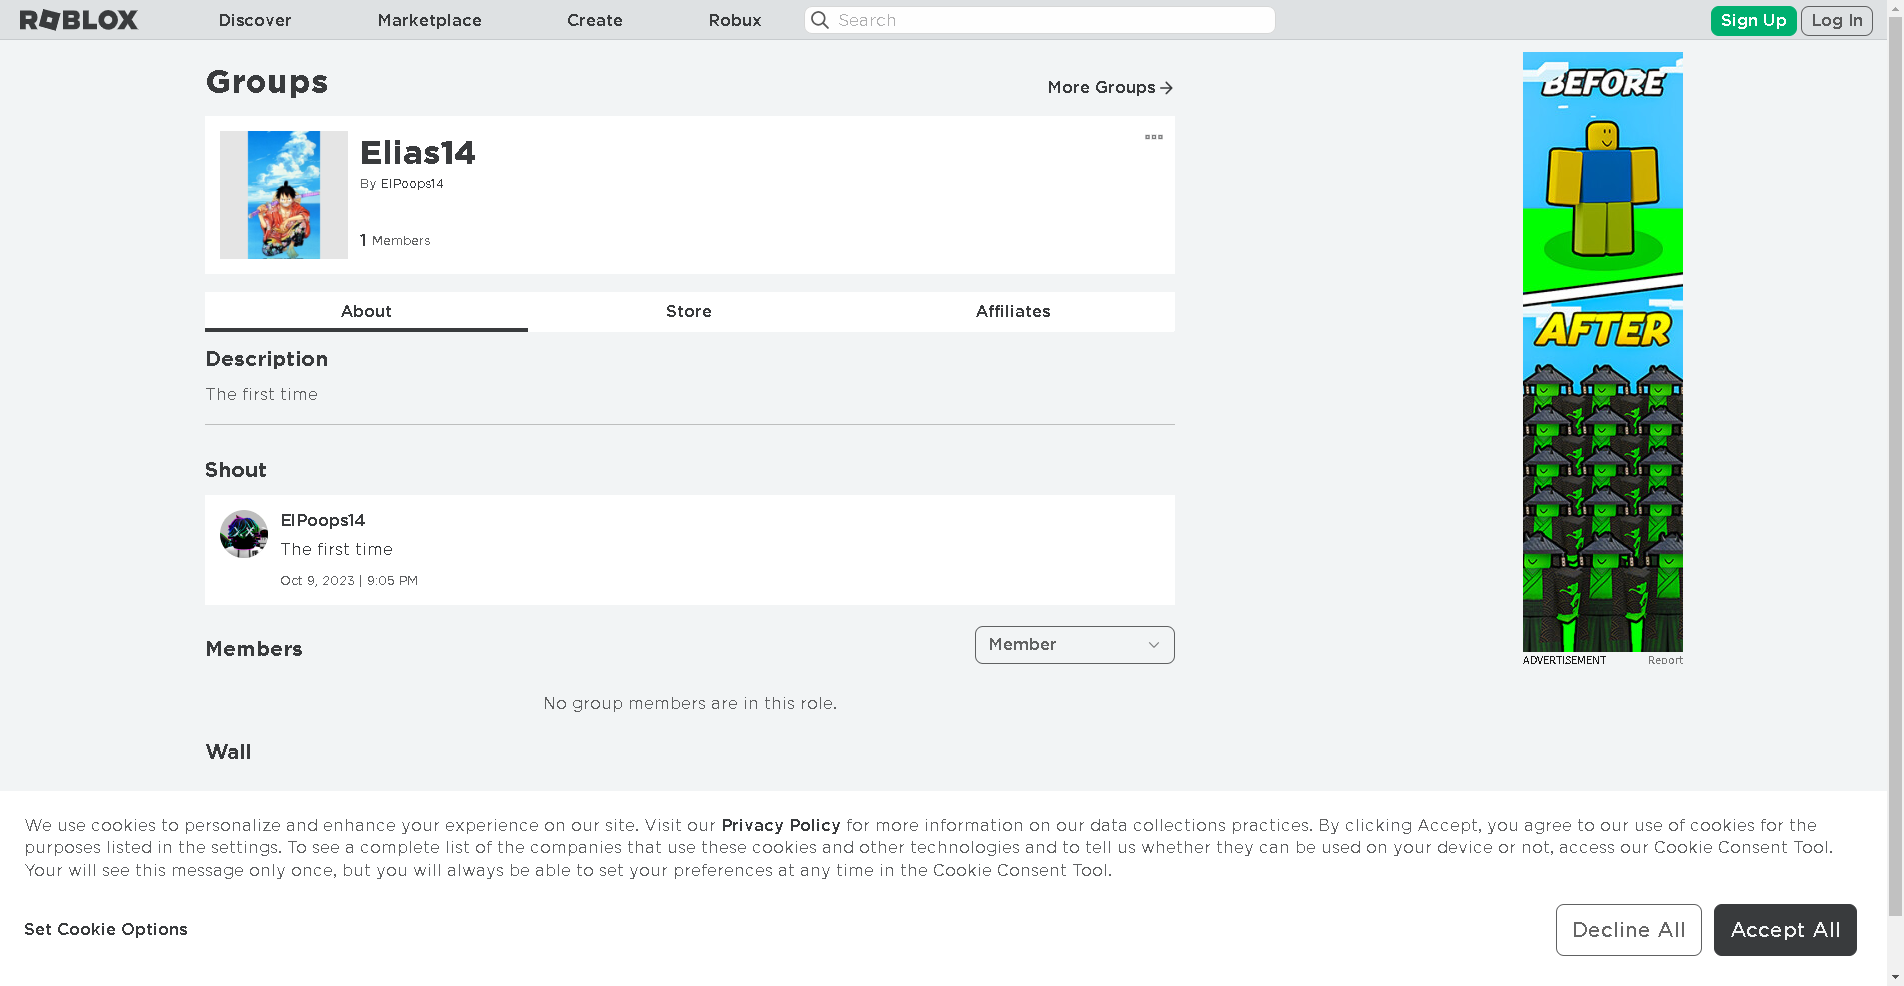 ROBLOX
Discover
Marketplace
Create
Robux
Search
Sign Up
Log In
Groups
More Groups
Elias14
By ElPoops14
1 Members
About
Store
Affiliates
Description
The first time
Shout
ElPoops14
The first time
Oct 9, 2023 | 9:05 PM
Members
Member
No group members are in this role.
Wall
BEFORE
AFTER
ADVERTISEMENT
Report
We use cookies to personalize and enhance your experience on our site. Visit our Privacy Policy for more information on our data collections practices. By clicking Accept, you agree to our use of cookies for the
purposes listed in the settings. To see a complete list of the companies that use these cookies and other technologies and to tell us whether they can be used on your device or not, access our Cookie Consent Tool.
Your will see this message only once, but you will always be able to set your preferences at any time in the Cookie Consent Tool.
Set Cookie Options
Decline All
Accept All